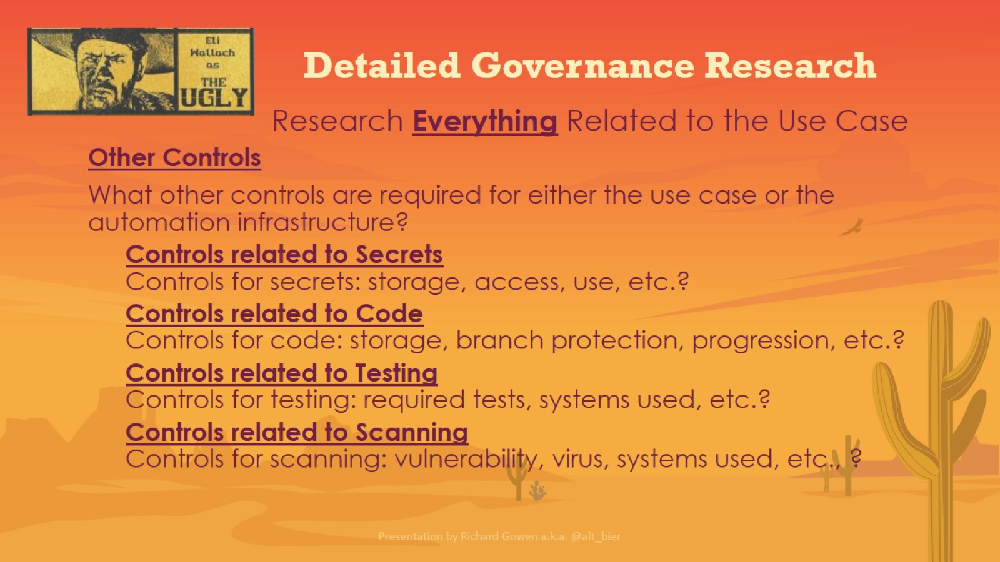 Eli
Wallach
as
THE
UGLY
Detailed Governance Research
Research Everything Related to the Use Case
Other Controls
What other controls are required for either the use case or the
automation infrastructure?
Controls related to Secrets
Controls for secrets: storage, access, use, etc.?
Controls related to Code
Controls for code: storage, branch protection, progression, etc.?
Controls related to Testing
Controls for testing: required tests, systems used, etc.?
Controls related to Scanning
Controls for scanning: vulnerability, virus, systems used, etc., ?
Presentation by Richard Gowen a.k.a. @alt_bier